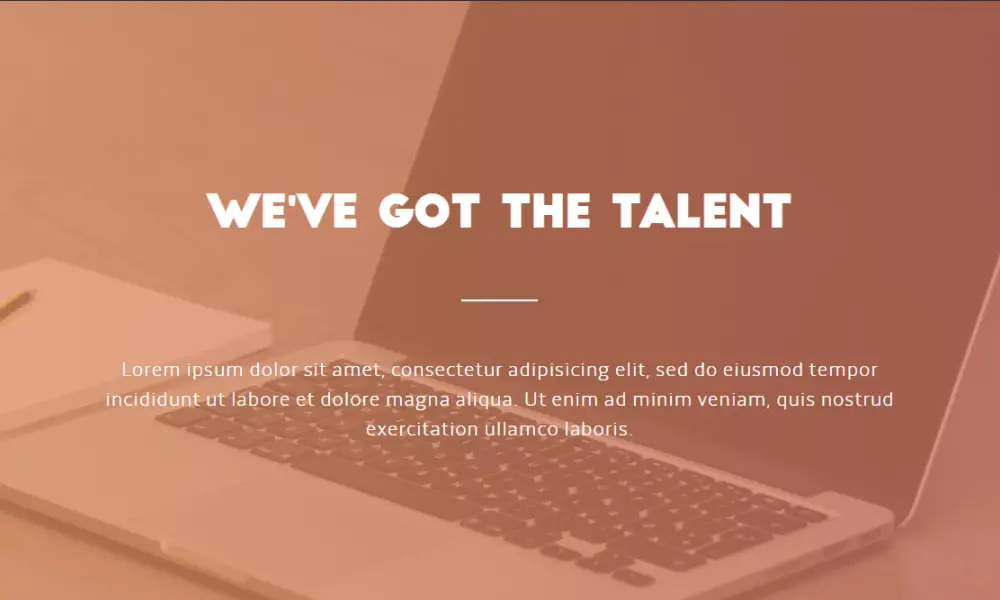 WE'VE GOT THE TALENT
Lorem ipsum dolor sit amet, consectetur adipisicing elit, sed do eiusmod tempor
incididunt ut labore et dolore magna aliqua. Ut enim ad minim veniam, quis nostrud
exercitation ullamco laboris.